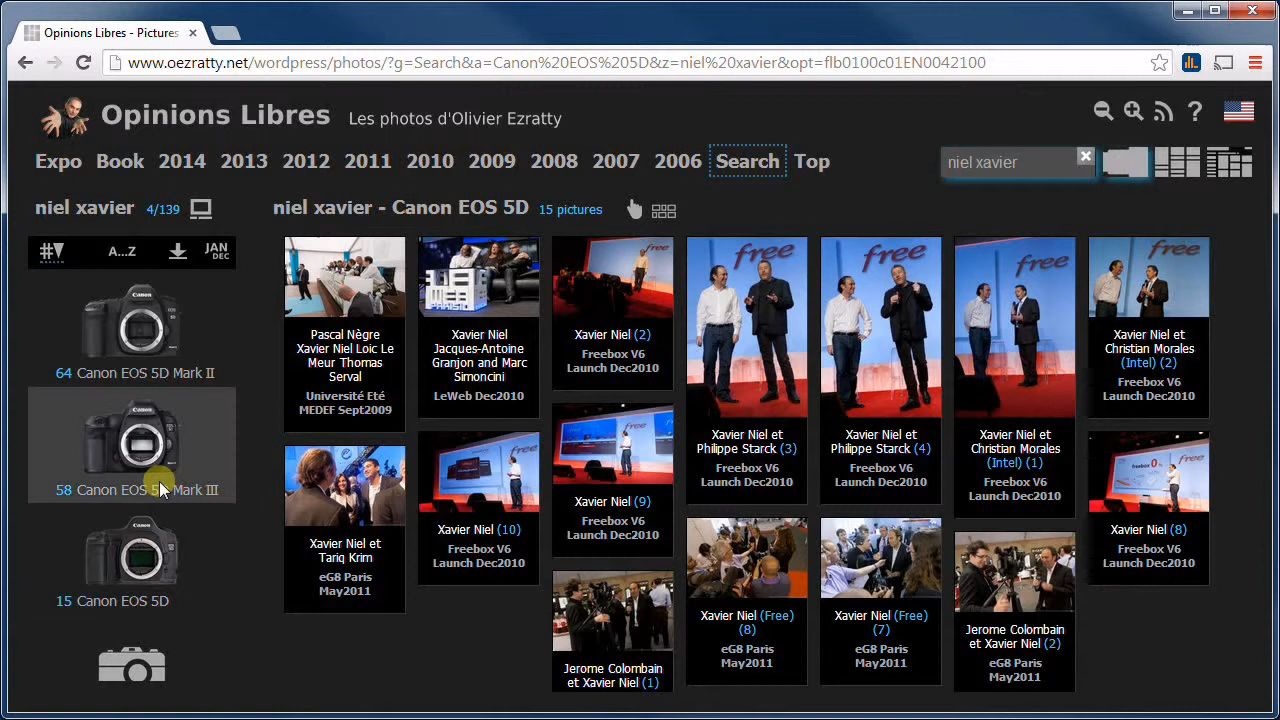 Opinions Libres - Pictures
www.oezratty.net/wordpress/photos/?g=Search&a=Canon%20EOS%205D&z=niel%20xavier&opt=flb0100c01EN0042100
Opinions Libres Les photos d'Olivier Ezratty
Expo Book 2014 2013 2012 2011 2010 2009 2008 2007 2006 Search Top
niel xavier
niel xavier 4/139
niel xavier - Canon EOS 5D 15 pictures
A...Z
JAN
DEC
64 Canon EOS 5D Mark II
58 Canon EOS 5D Mark III
15 Canon EOS 5D
Pascal Nègre
Xavier Niel Loic Le
Meur Thomas
Serval
Université Eté
MEDEF Sept2009
Xavier Niel
Jacques-Antoine
Granjon and Marc
Simoncini
LeWeb Dec2010
free
Xavier Niel (2)
Freebox V6
Launch Dec2010
free
Xavier Niel et
Philippe Starck (3)
Freebox V6
Launch Dec2010
free
Xavier Niel et
Philippe Starck (4)
Freebox V6
Launch Dec2010
free
Xavier Niel et
Christian Morales
(Intel) (1)
Freebox V6
Launch Dec2010
Xavier Niel et
Christian Morales
(Intel) (2)
Freebox V6
Launch Dec2010
Xavier Niel et
Tariq Krim
eG8 Paris
May2011
Xavier Niel (10)
Freebox V6
Launch Dec2010
Xavier Niel (9)
Freebox V6
Launch Dec2010
Jerome Colombain
et Xavier Niel (1)
Xavier Niel (Free)
(8)
eG8 Paris
May2011
Xavier Niel (Free)
(7)
eG8 Paris
May2011
Jerome Colombain
et Xavier Niel (2)
eG8 Paris
May2011
Xavier Niel (8)
Freebox V6
Launch Dec2010